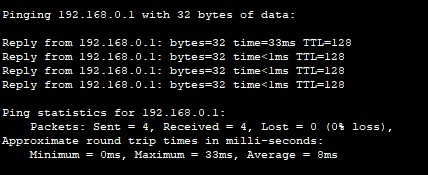 Pinging 192.168.0.1 with 32 bytes of data:
Reply from 192.168.0.1: bytes=32 time=33ms TTL=128
Reply from 192.168.0.1: bytes=32 time<1ms TTL=128
Reply from 192.168.0.1: bytes=32 time<1ms TTL=128
Reply from 192.168.0.1: bytes=32 time<1ms TTL=128
Ping statistics for 192.168.0.1:
Packets: Sent = 4, Received = 4, Lost = 0 (0% loss),
Approximate round trip times in milli-seconds:
Minimum = 0ms, Maximum = 33ms, Average = 8ms